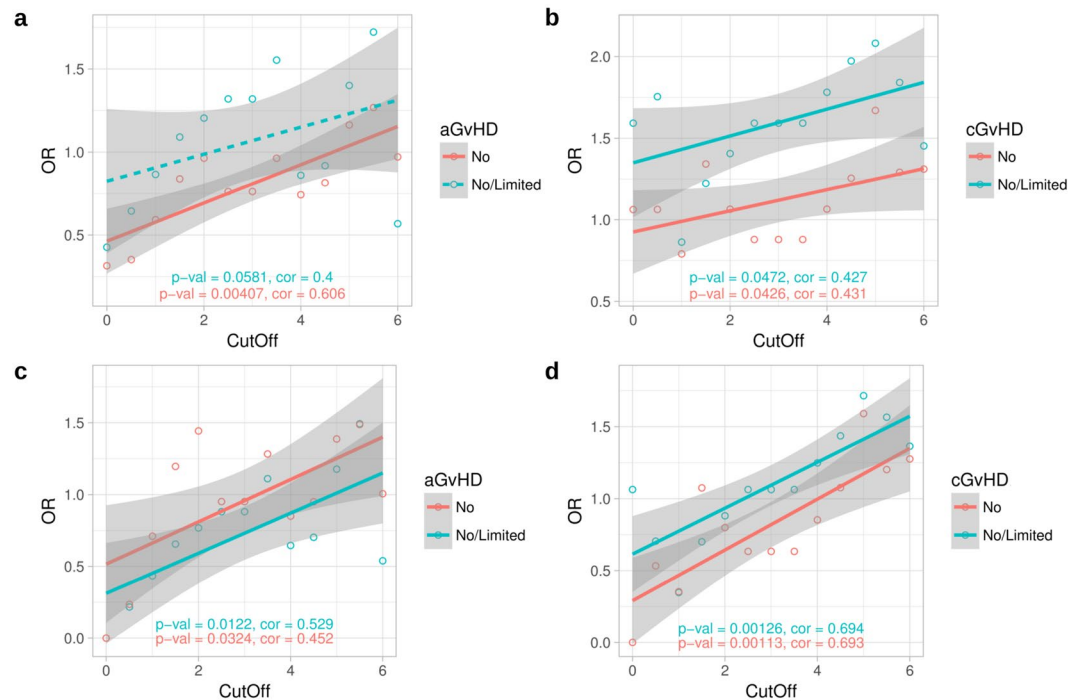 a
1.5
1.0
0.5
OR
0
2
4
6
CutOff
p-val = 0.0581, cor = 0.4
p-val = 0.00407, cor = 0.606
aGvHD
No
No/Limited
b
2.0
1.5
1.0
0.5
OR
0
2
4
6
CutOff
p-val = 0.0472, cor = 0.427
p-val = 0.0426, cor = 0.431
cGvHD
No
No/Limited
c
1.5
1.0
0.5
0.0
OR
0
2
4
6
CutOff
p-val = 0.0122, cor = 0.529
p-val = 0.0324, cor = 0.452
aGvHD
No
No/Limited
d
1.5
1.0
0.5
0.0
OR
0
2
4
6
CutOff
p-val = 0.00126, cor = 0.694
p-val = 0.00113, cor = 0.693
cGvHD
No
No/Limited